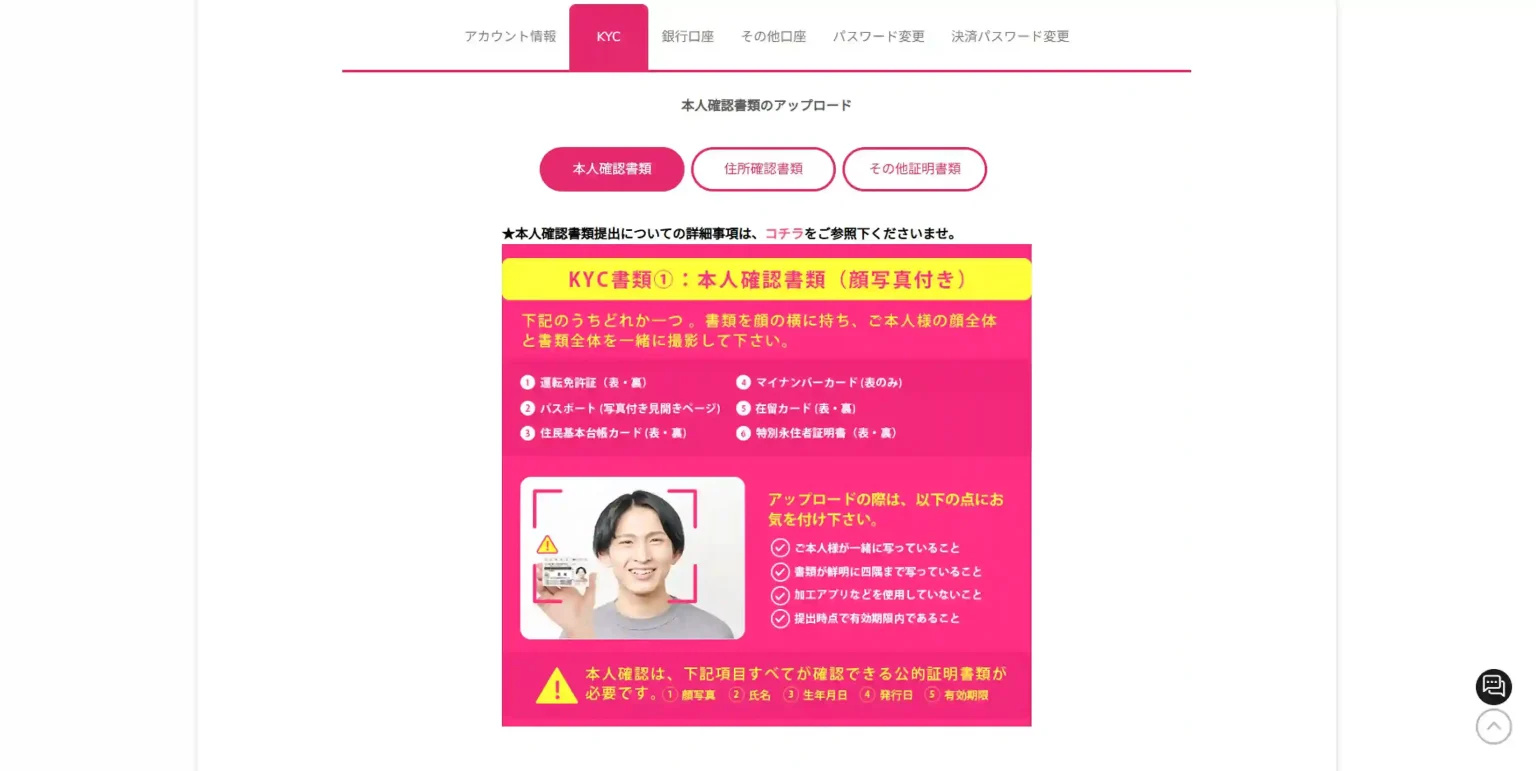 アカウント情報 KYC 銀行口座 その他口座 パスワード変更 決済パスワード変更
本人確認書類のアップロード
本人確認書類 住所確認書類 その他証明書類
★本人確認書類提出についての詳細事項は、コチラをご参照下くださいませ。
KYC書類①：本人確認書類（顔写真付き）
下記のうちどれか一つ 。書類を顔の横に持ち、ご本人様の顔全体
と書類全体を一緒に撮影して下さい。
1 運転免許証（表・裏） 4 マイナンバーカード (表のみ)
2 パスポート (写真付き見開きページ) 5 在留カード (表・裏)
3 住民基本台帳カード (表・裏) 6 特別永住者証明書（表・裏）
アップロードの際は、以下の点にお
気を付け下さい。
ご本人様が一緒に写っていること
書類が鮮明に四隅まで写っていること
加工アプリなどを使用していないこと
提出時点で有効期限内であること
本人確認は、下記項目すべてが確認できる公的証明書類が
必要です。① 顔写真 ② 氏名 ③ 生年月日 ④ 発行日 ⑤ 有効期限